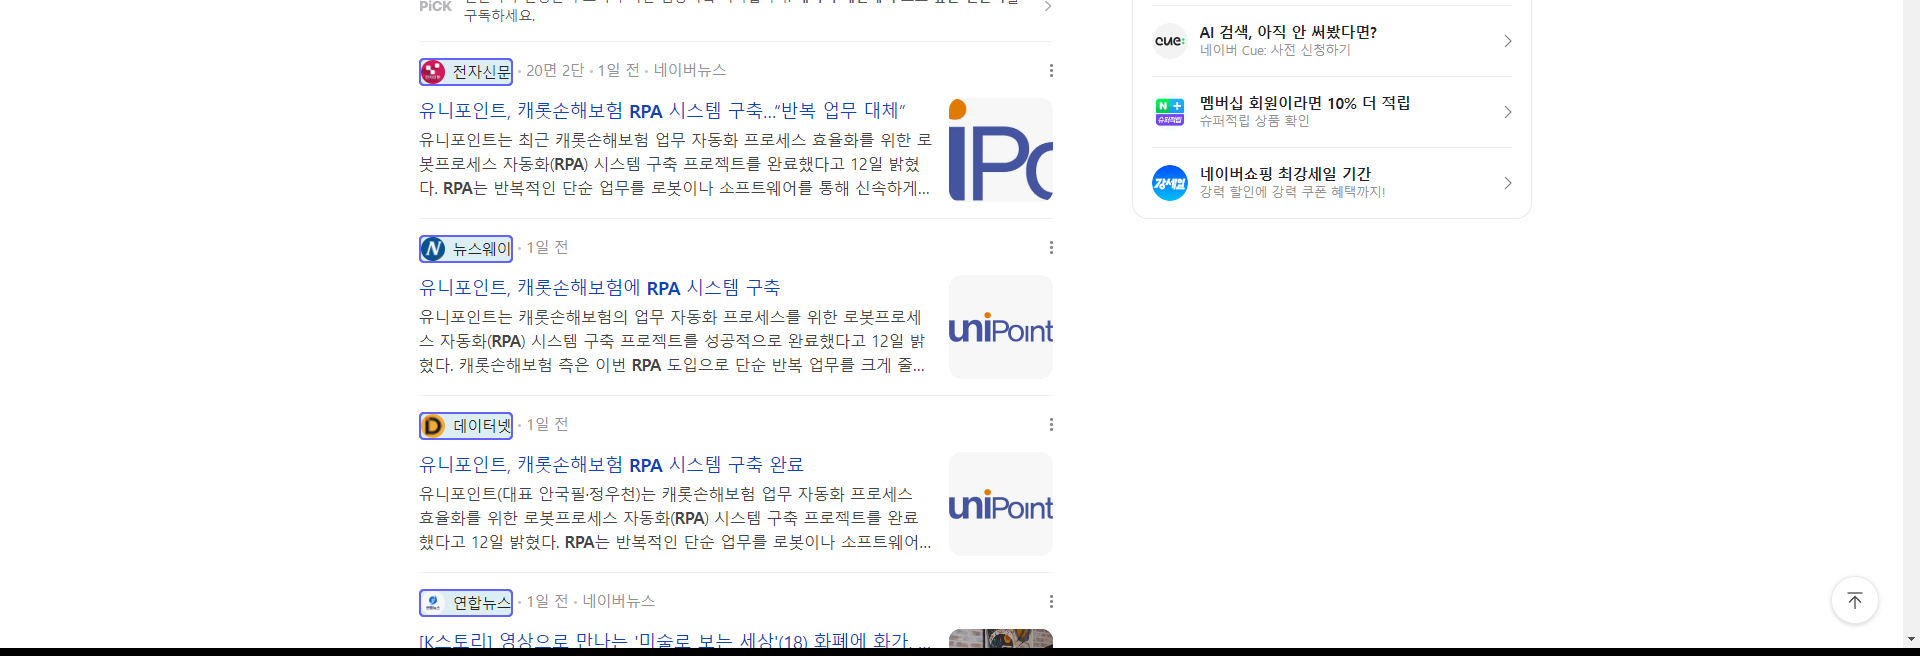 PiCK
구독하세요.
전자신문 · 20면 2단 · 1일 전 · 네이버뉴스
유니포인트, 캐롯손해보험 RPA 시스템 구축…"반복 업무 대체"
유니포인트는 최근 캐롯손해보험 업무 자동화 프로세스 효율화를 위한 로
봇프로세스 자동화(RPA) 시스템 구축 프로젝트를 완료했다고 12일 밝혔
다. RPA는 반복적인 단순 업무를 로봇이나 소프트웨어를 통해 신속하게...
뉴스웨이 · 1일 전
유니포인트, 캐롯손해보험에 RPA 시스템 구축
유니포인트는 캐롯손해보험의 업무 자동화 프로세스를 위한 로봇프로세
스 자동화(RPA) 시스템 구축 프로젝트를 성공적으로 완료했다고 12일 밝
혔다. 캐롯손해보험 측은 이번 RPA 도입으로 단순 반복 업무를 크게 줄...
uniPoint
데이터넷 · 1일 전
유니포인트, 캐롯손해보험 RPA 시스템 구축 완료
유니포인트(대표 안국필·정우천)는 캐롯손해보험 업무 자동화 프로세스
효율화를 위한 로봇프로세스 자동화(RPA) 시스템 구축 프로젝트를 완료
했다고 12일 밝혔다. RPA는 반복적인 단순 업무를 로봇이나 소프트웨어...
uniPoint
연합뉴스 · 1일 전 · 네이버뉴스
[K스토리] 영상으로 만나는 '미술로 보는 세상'(18) 화폐에 화가, ...
cue:
AI 검색, 아직 안 써봤다면?
네이버 Cue: 사전 신청하기
N +
슈퍼적립
멤버십 회원이라면 10% 더 적립
슈퍼적립 상품 확인
강세일
네이버쇼핑 최강세일 기간
강력 할인에 강력 쿠폰 혜택까지!